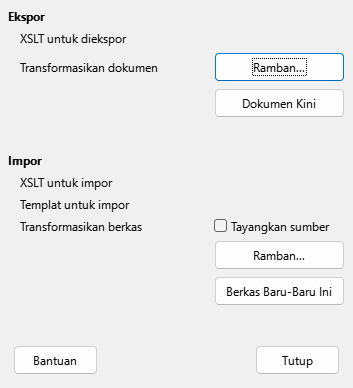 Ekspor
XSLT untuk diekspor
Transformasikan dokumen
Ramban...
Dokumen Kini
Impor
XSLT untuk impor
Templat untuk impor
Transformasikan berkas
Tayangkan sumber
Ramban...
Berkas Baru-Baru Ini
Bantuan
Tutup